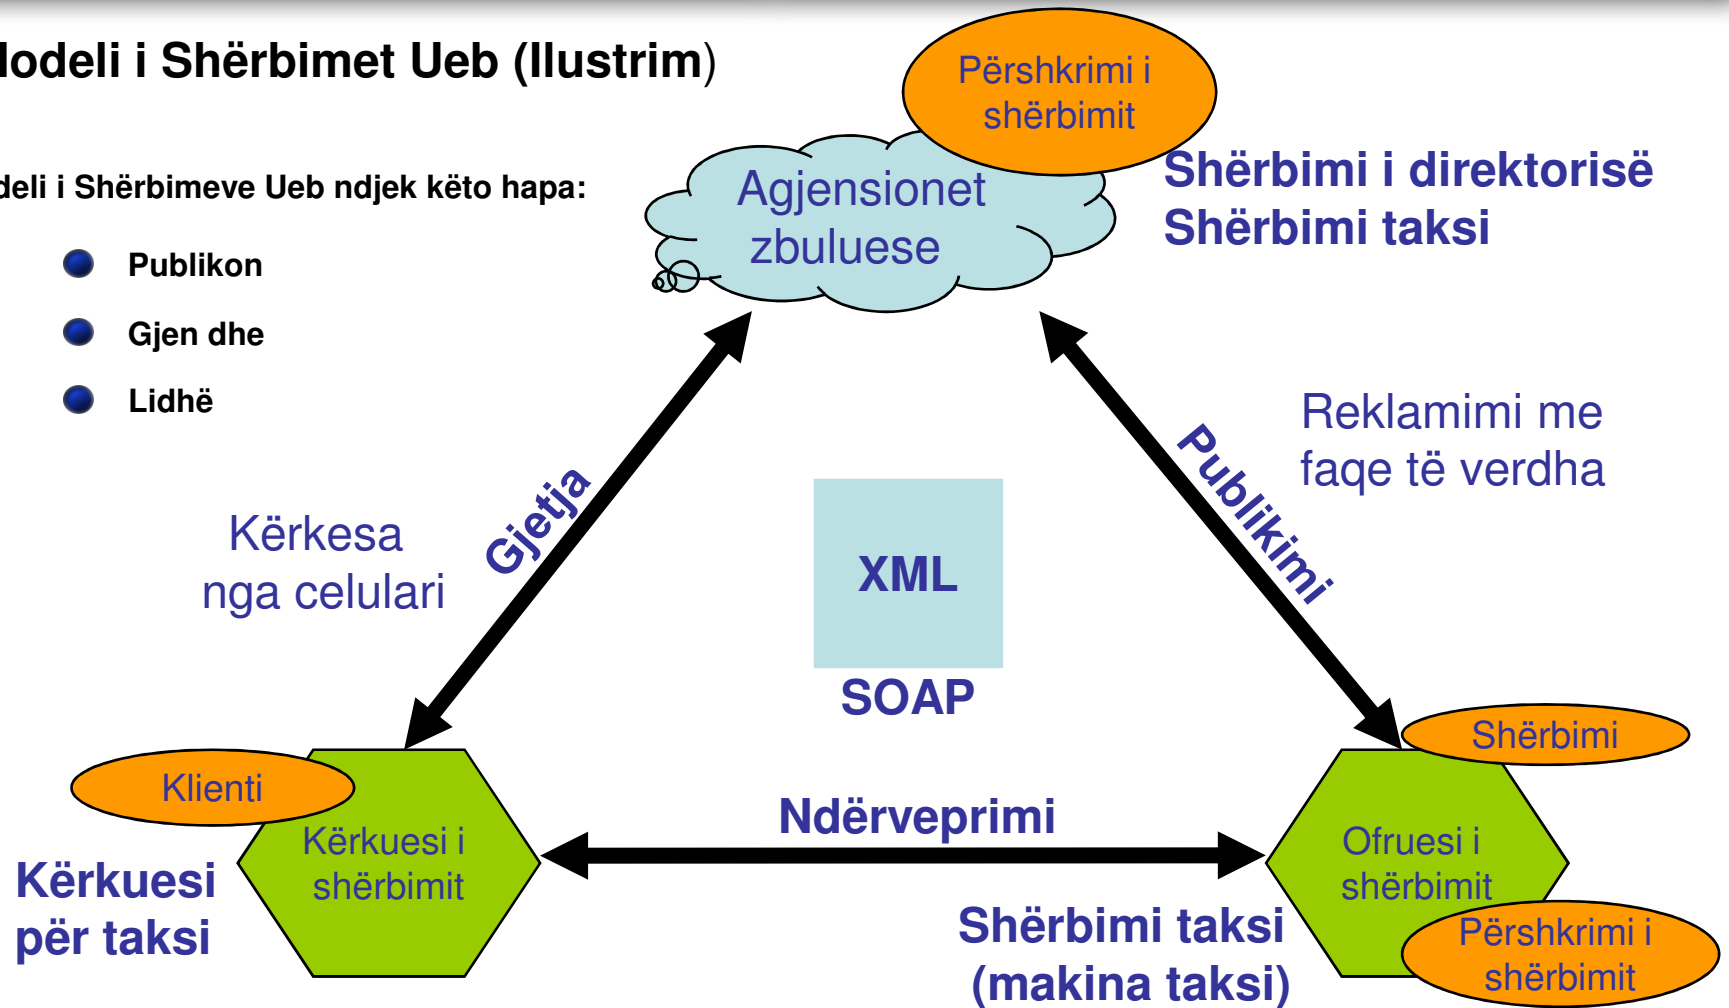 lodeli i Shërbimet Ueb (Ilustrim)
deli i Shërbimeve Ueb ndjek këto hapa:
Publikon
Gjen dhe
Lidhë
Përshkrimi i
shërbimit
Agjensionet
zbuluese
Shërbimi i direktorisë
Shërbimi taksi
Reklamimi me
faqe të verdha
Publikimi
Gjetja
Kërkesa
nga celulari
XML
SOAP
Klienti
Kërkuesi i
shërbimit
Kërkuesi
për taksi
Ndërveprimi
Shërbimi
Ofruesi i
shërbimit
Përshkrimi i
shërbimit
Shërbimi taksi
(makina taksi)